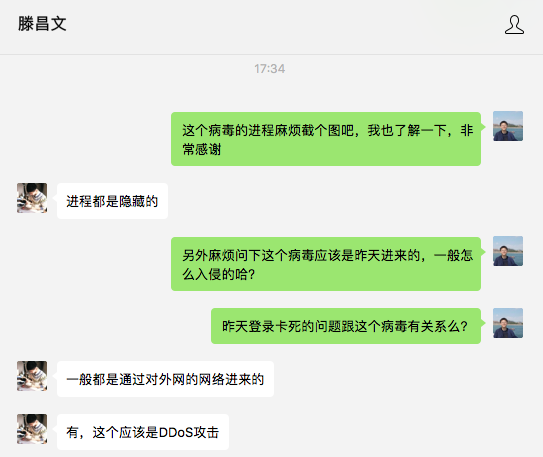 滕昌文
17:34
这个病毒的进程麻烦截个图吧，我也了解一下，非
常感谢
进程都是隐藏的
另外麻烦问下这个病毒应该是昨天进来的，一般怎
么入侵的哈？
昨天登录卡死的问题跟这个病毒有关系么？
一般都是通过对外网的网络进来的
有，这个应该是DDoS攻击